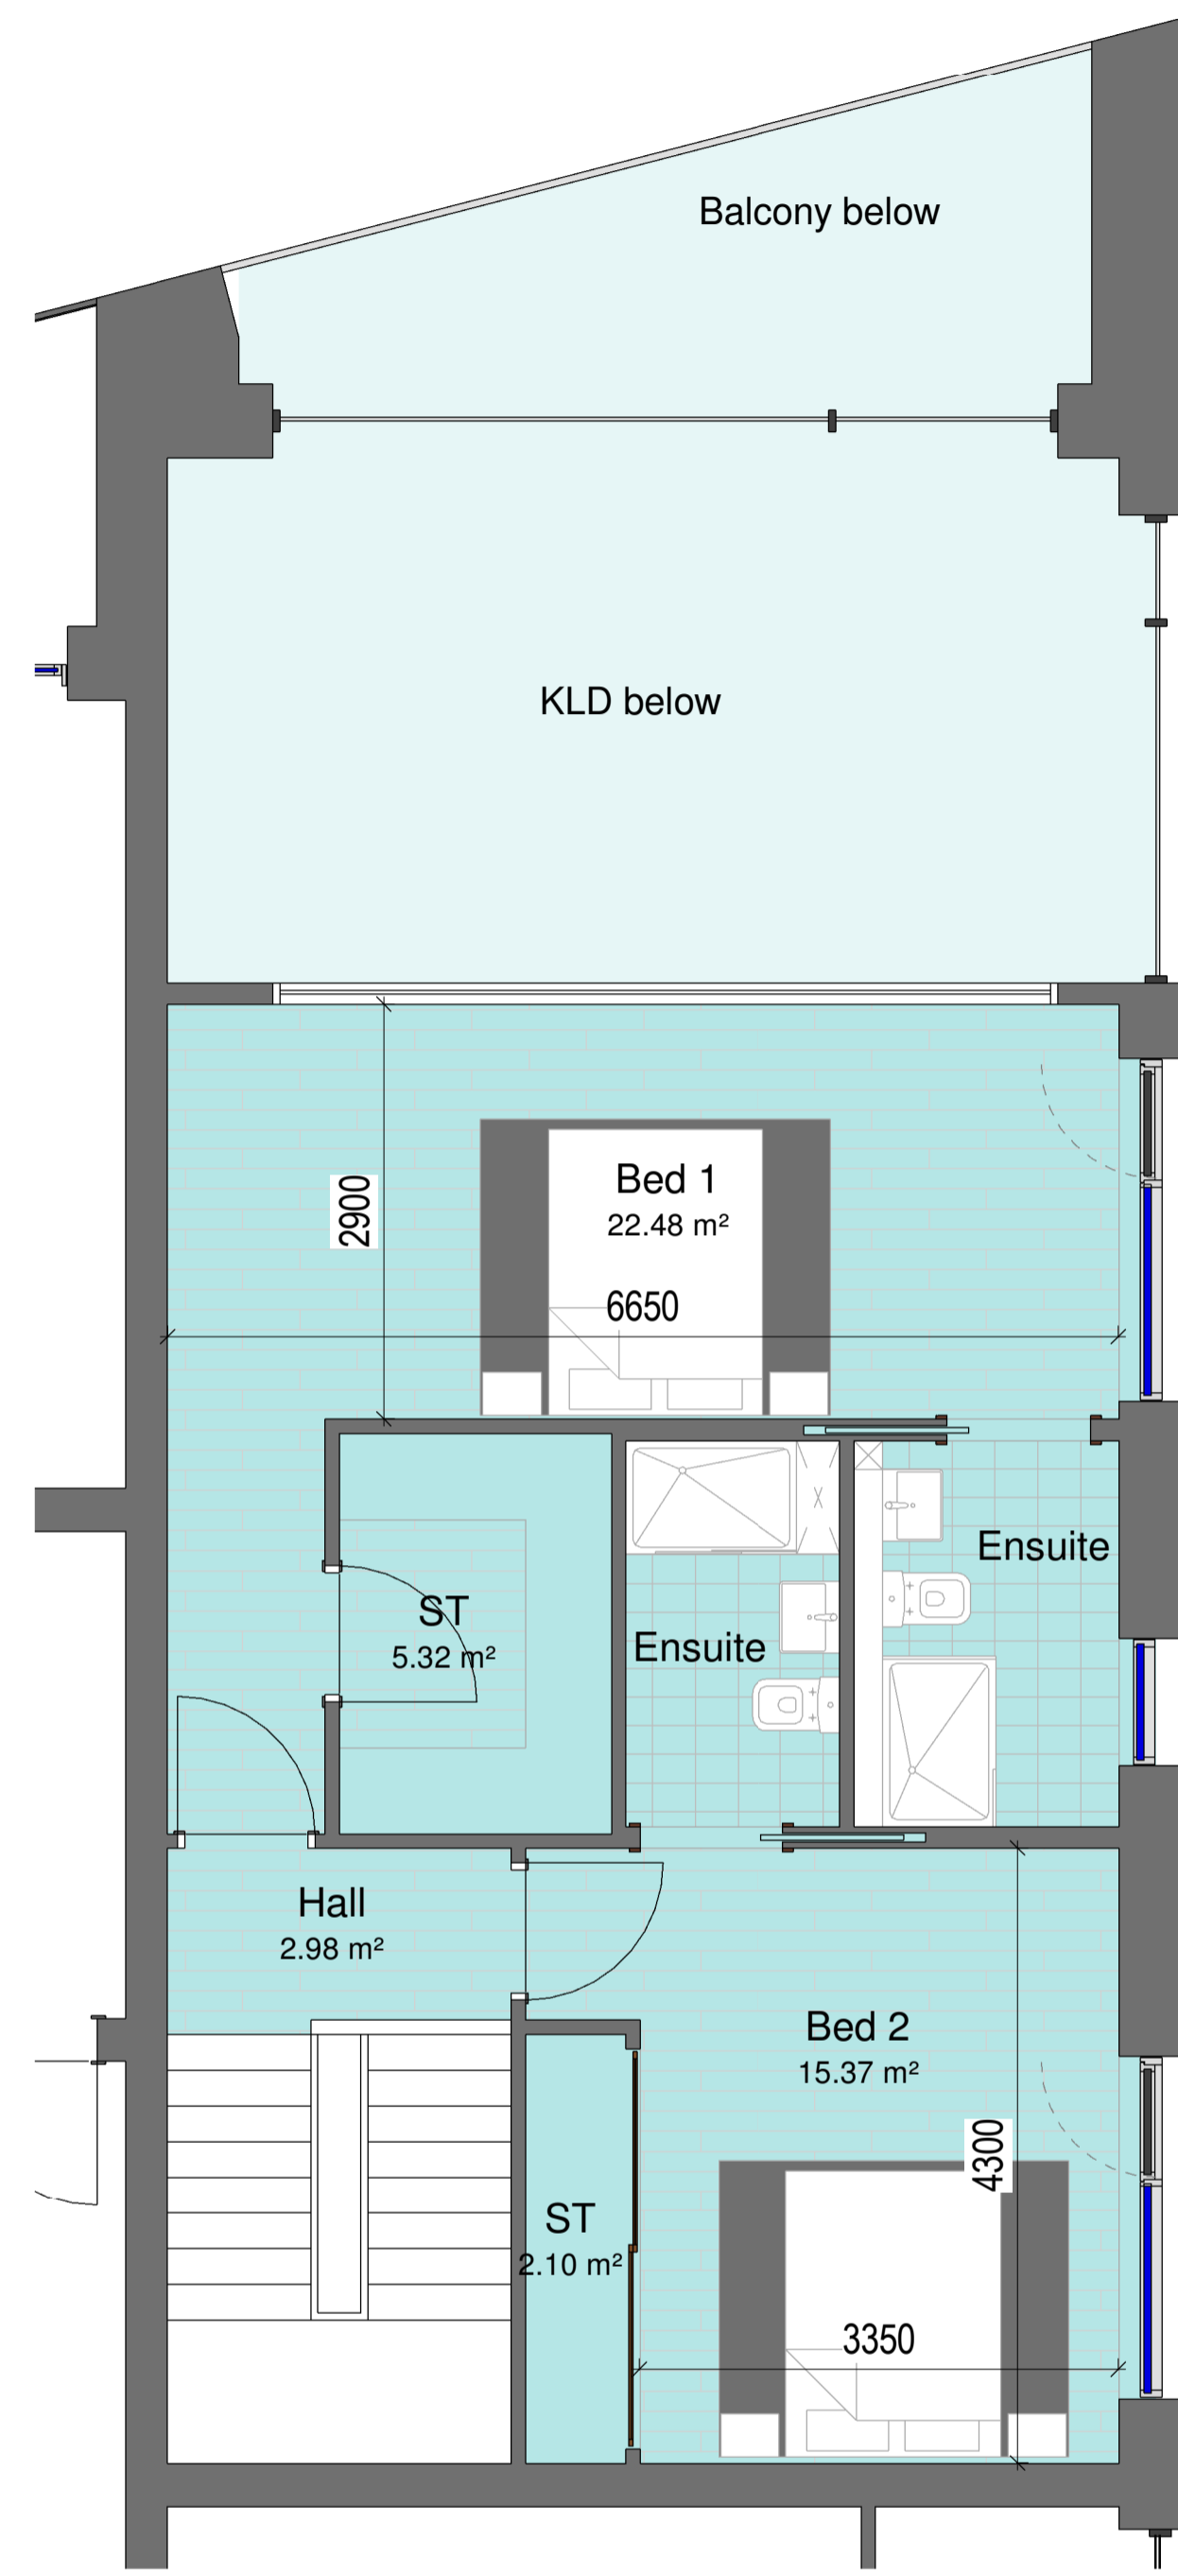 Balcony below
KLD below
2900
Bed 1
22.48 m²
6650
Ensuite
ST
5.32 m²
Ensuite
Hall
2.98 m²
Bed 2
15.37 m²
4300
ST
2.10 m²
3350